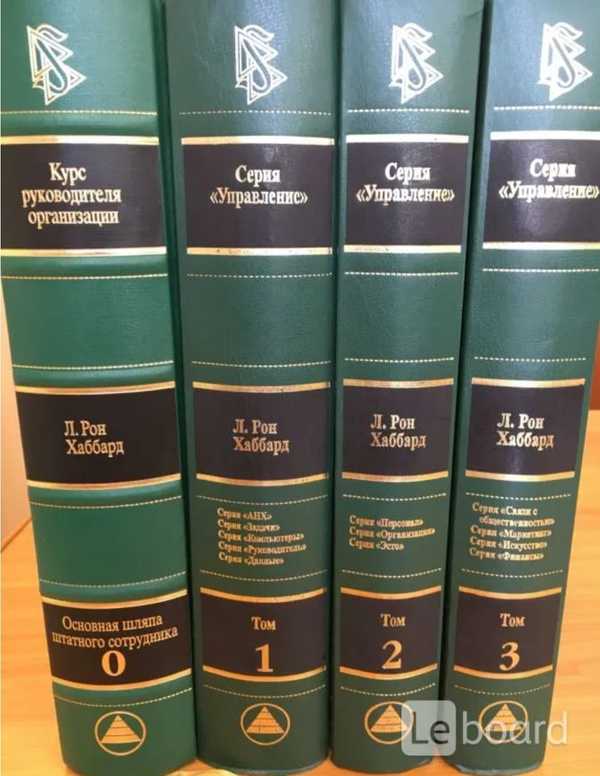 Курс
руководителя
организации
Л. Рон
Хаббард
Основная шляпа
штатного сотрудника
0
Серия
«Управление»
Л. Рон
Хаббард
Серия «АНХ»
Серия «Задачи»
Серия «Компьютеры»
Серия «Руководитель»
Серия «Данные»
Том
1
Серия
«Управление»
Л. Рон
Хаббард
Серия «Персонал»
Серия «Организация»
Серия «Эсто»
Том
2
Серия
«Управление»
Л. Рон
Хаббард
Серия «Связи с
общественностью»
Серия «Маркетинг»
Серия «Искусство»
Серия «Финансы»
Том
3
Leboard